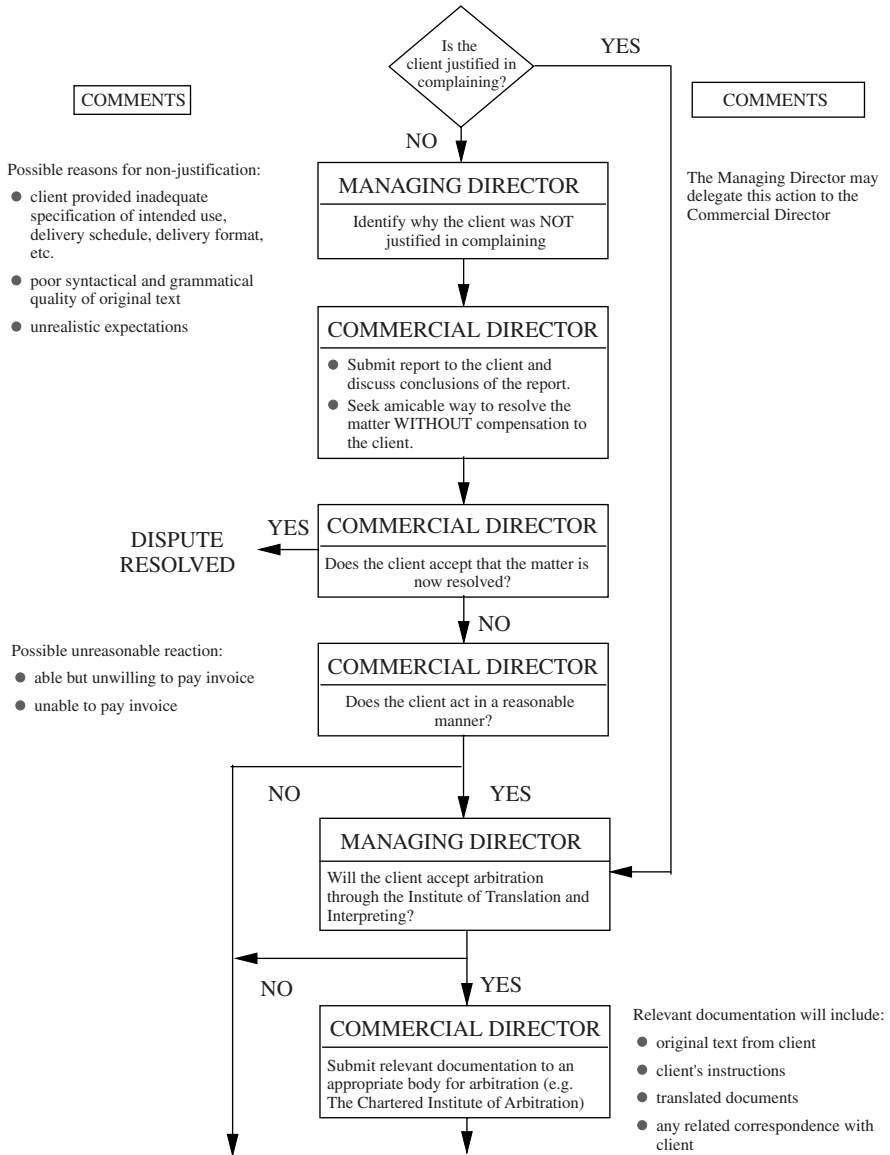 Is the
client justified in
complaining?
YES
NO
COMMENTS
Possible reasons for non-justification:
● client provided inadequate
specification of intended use,
delivery schedule, delivery format,
etc.
● poor syntactical and grammatical
quality of original text
● unrealistic expectations
COMMENTS
The Managing Director may
delegate this action to the
Commercial Director
MANAGING DIRECTOR
Identify why the client was NOT
justified in complaining
COMMERCIAL DIRECTOR
● Submit report to the client and
discuss conclusions of the report.
● Seek amicable way to resolve the
matter WITHOUT compensation to
the client.
COMMERCIAL DIRECTOR
Does the client accept that the matter is
now resolved?
YES
DISPUTE
RESOLVED
NO
Possible unreasonable reaction:
● able but unwilling to pay invoice
● unable to pay invoice
COMMERCIAL DIRECTOR
Does the client act in a reasonable
manner?
NO
YES
MANAGING DIRECTOR
Will the client accept arbitration
through the Institute of Translation and
Interpreting?
NO
YES
COMMERCIAL DIRECTOR
Submit relevant documentation to an
appropriate body for arbitration (e.g.
The Chartered Institute of Arbitration)
Relevant documentation will include:
● original text from client
● client's instructions
● translated documents
● any related correspondence with
client